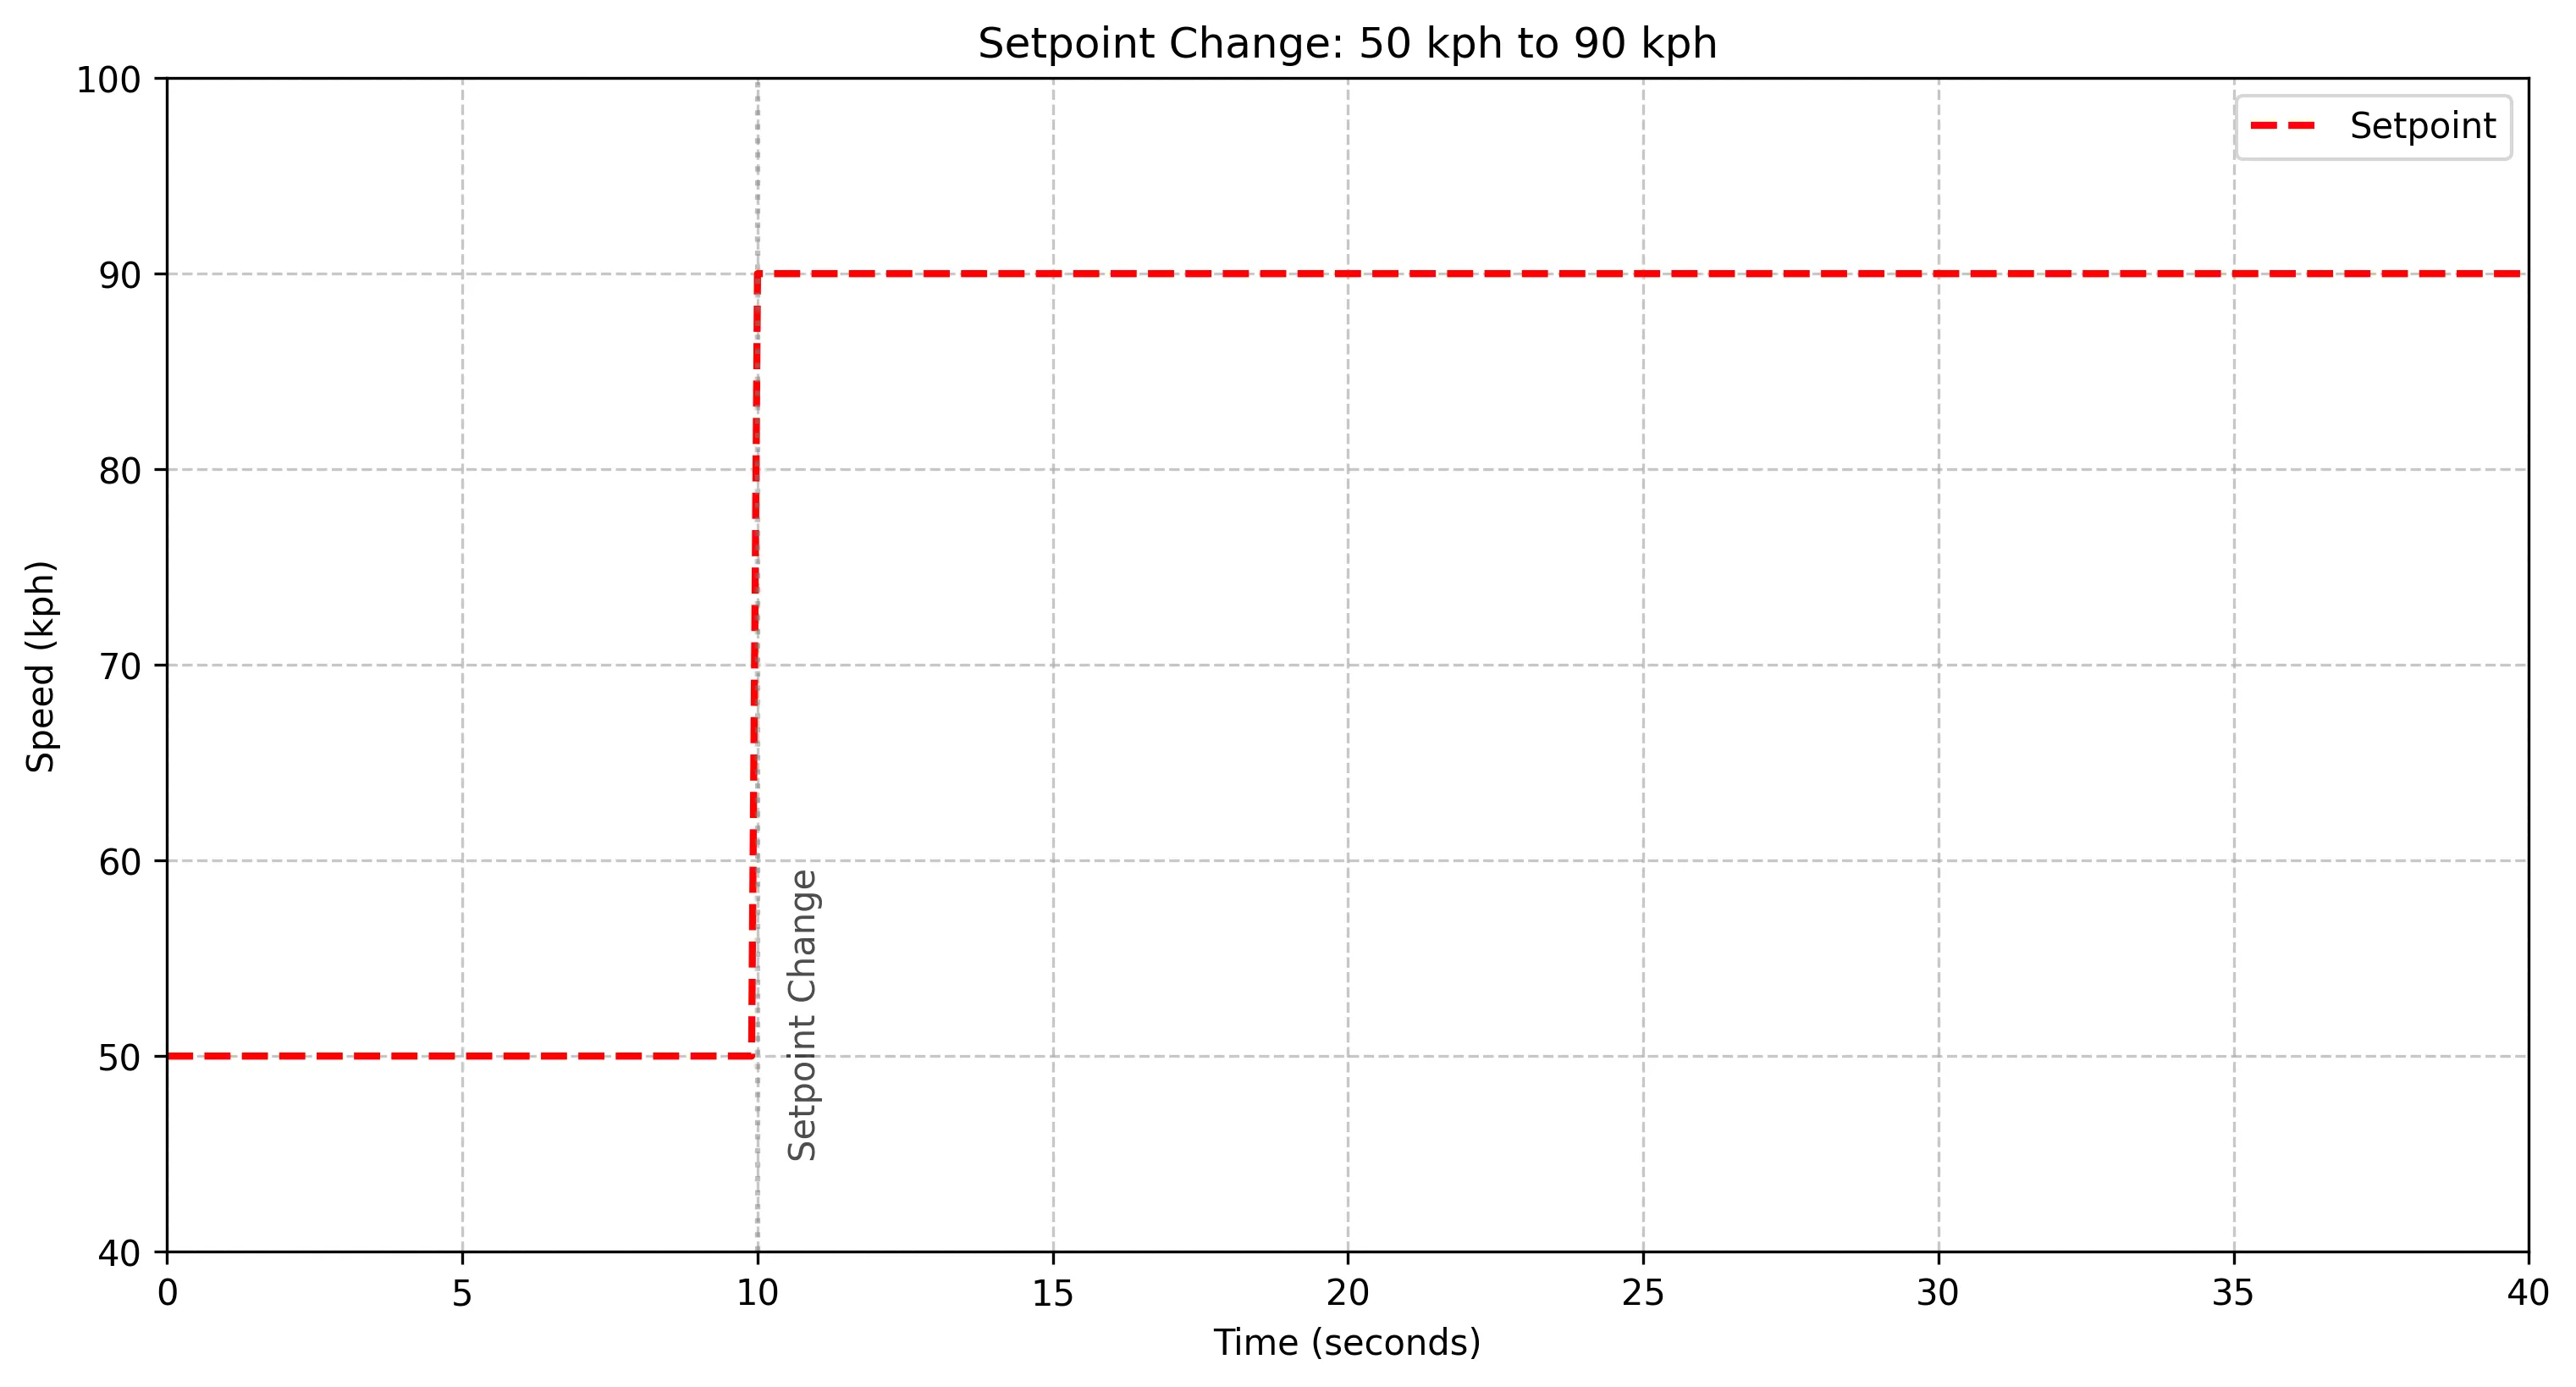 Setpoint Change: 50 kph to 90 kph
100
90
80
70
60
50
40
Speed (kph)
Setpoint
Setpoint Change
0 5 10 15 20 25 30 35 40
Time (seconds)